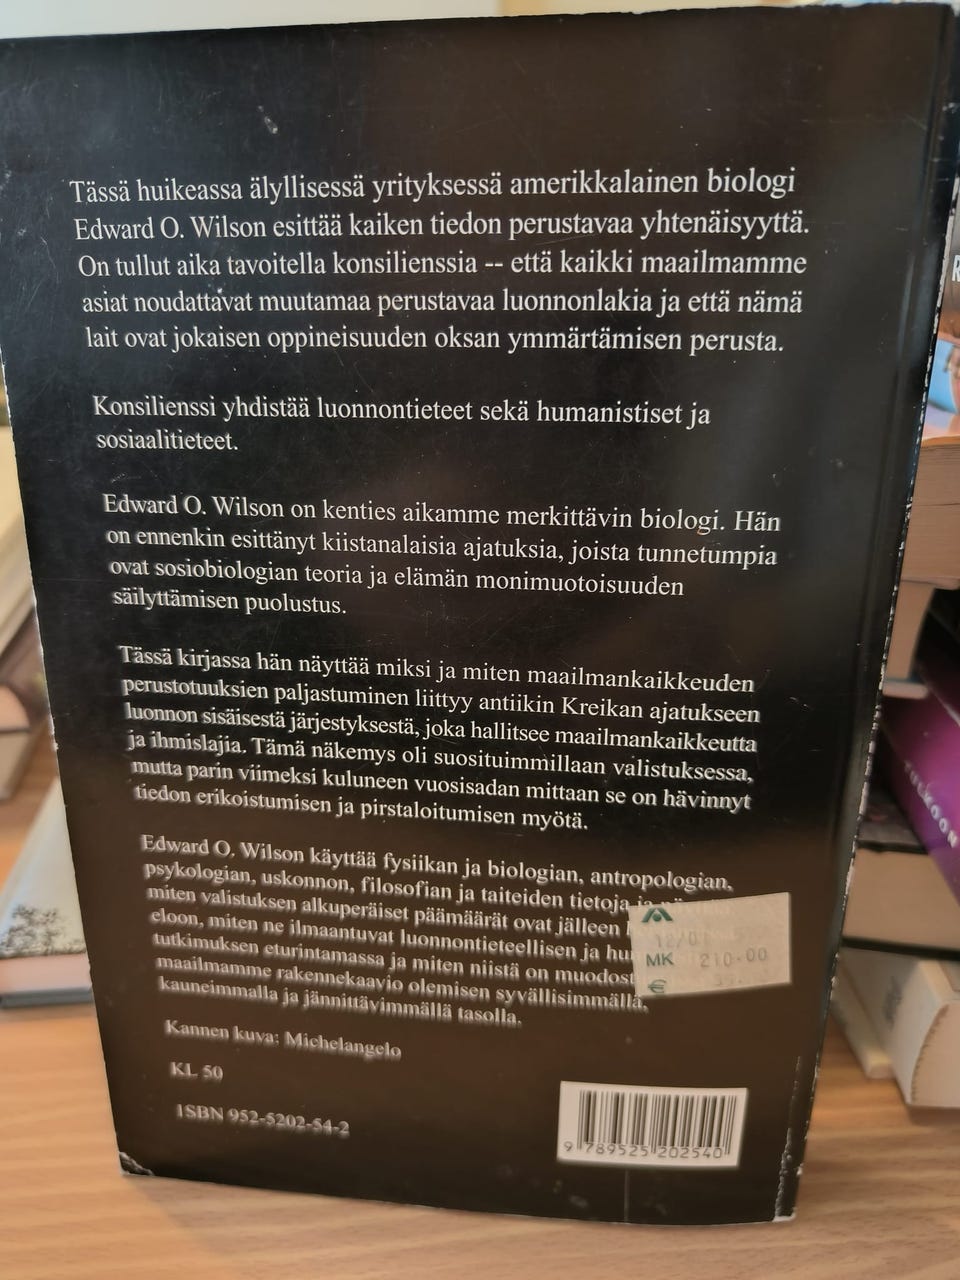 Tässä huikeassa älyllisessä yrityksessä amerikkalainen biologi
Edward O. Wilson esittää kaiken tiedon perustavaa yhtenäisyyttä.
On tullut aika tavoitella konsilienssia -- että kaikki maailmamme
asiat noudattavat muutamaa perustavaa luonnonlakia ja että nämä
lait ovat jokaisen oppineisuuden oksan ymmärtämisen perusta.
Konsilienssi yhdistää luonnontieteet sekä humanistiset ja
sosiaalitieteet.
Edward O. Wilson on kenties aikamme merkittävin biologi. Hän
on ennenkin esittänyt kiistanalaisia ajatuksia, joista tunnetumpia
ovat sosiobiologian teoria ja elämän monimuotoisuuden
säilyttämisen puolustus.
Tässä kirjassa hän näyttää miksi ja miten maailmankaikkeuden
perustotuuksien paljastuminen liittyy antiikin Kreikan ajatukseen
luonnon sisäisestä järjestyksestä, joka hallitsee maailmankaikkeutta
ja ihmislajia. Tämä näkemys oli suosituimmillaan valistuksessa,
mutta parin viimeksi kuluneen vuosisadan mittaan se on hävinnyt
tiedon erikoistumisen ja pirstaloitumisen myötä.
Edward O. Wilson käyttää fysiikan ja biologian, antropologian,
psykologian, uskonnon, filosofian ja taiteiden tietoja ja
miten valistuksen alkuperäiset päämäärät ovat jälleen
eloon, miten ne ilmaantuvat luonnontieteellisen ja
tutkimuksen eturintamassa ja miten niistä on
maailmamme rakennekaavio olemisen syvällisimmällä,
kauneimmalla ja jännittävimmällä tasolla.
12/01
MK 210.00
€
Kannen kuva: Michelangelo
KL 50
ISBN 952-5202-54-2
9 789525 202540
TULKOON